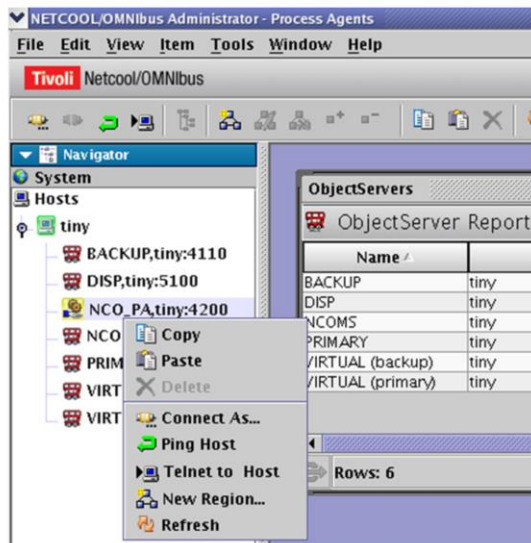 NETCOOL/OMNIbus Administrator - Process Agents
File Edit View Item Tools Window Help
Tivoli Netcool/OMNIbus
Navigator
System
Hosts
tiny
BACKUP,tiny:4110
DISP,tiny:5100
NCO_PA,tiny:4200
NCO
PRIM
VIRT
VIRT
Copy
Paste
Delete
Connect As...
Ping Host
Telnet to Host
New Region...
Refresh
ObjectServers
ObjectServer Report
Name
BACKUP tiny
DISP tiny
NCOMS tiny
PRIMARY tiny
VIRTUAL (backup) tiny
VIRTUAL (primary) tiny
Rows: 6